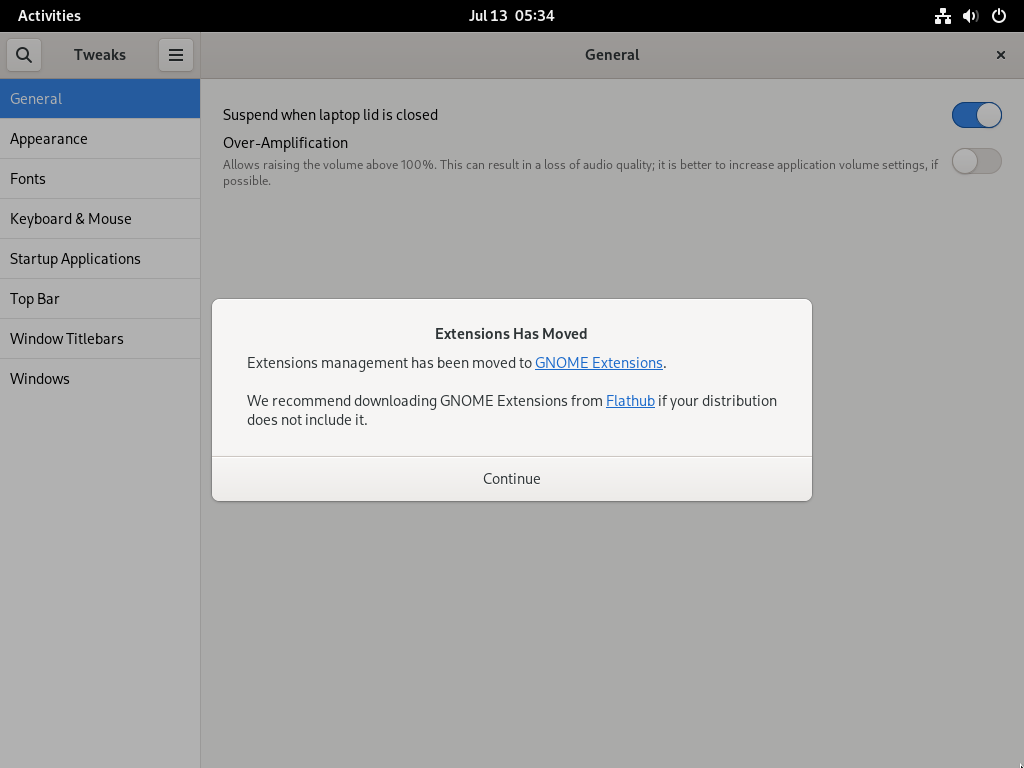 Activities
Jul 13  05:34
Tweaks
General
General
Appearance
Fonts
Keyboard & Mouse
Startup Applications
Top Bar
Window Titlebars
Windows
Suspend when laptop lid is closed
Over-Amplification
Allows raising the volume above 100%. This can result in a loss of audio quality; it is better to increase application volume settings, if
possible.
Extensions Has Moved
Extensions management has been moved to GNOME Extensions.
We recommend downloading GNOME Extensions from Flathub if your distribution
does not include it.
Continue